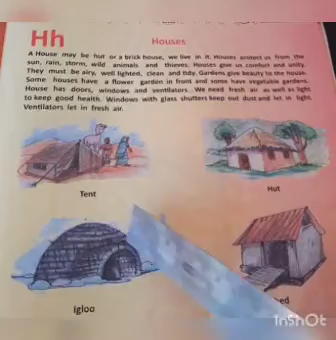 Hh
Houses
A House may be hut or a brick house, we live in it. Houses protect us from the
sun, rain, storm, wild animals and thieves. Houses give us comfort and unity.
They must be airy, well lighted, clean and tidy. Gardens give beauty to the house.
Some houses have a flower garden in front and some have vegetable gardens.
House has doors, windows and ventilators. We need fresh air as well as light
to keep good health. Windows with glass shutters keep out dust and let in light.
Ventilators let in fresh air.
Tent
Hut
Igloo
ed
InShOt